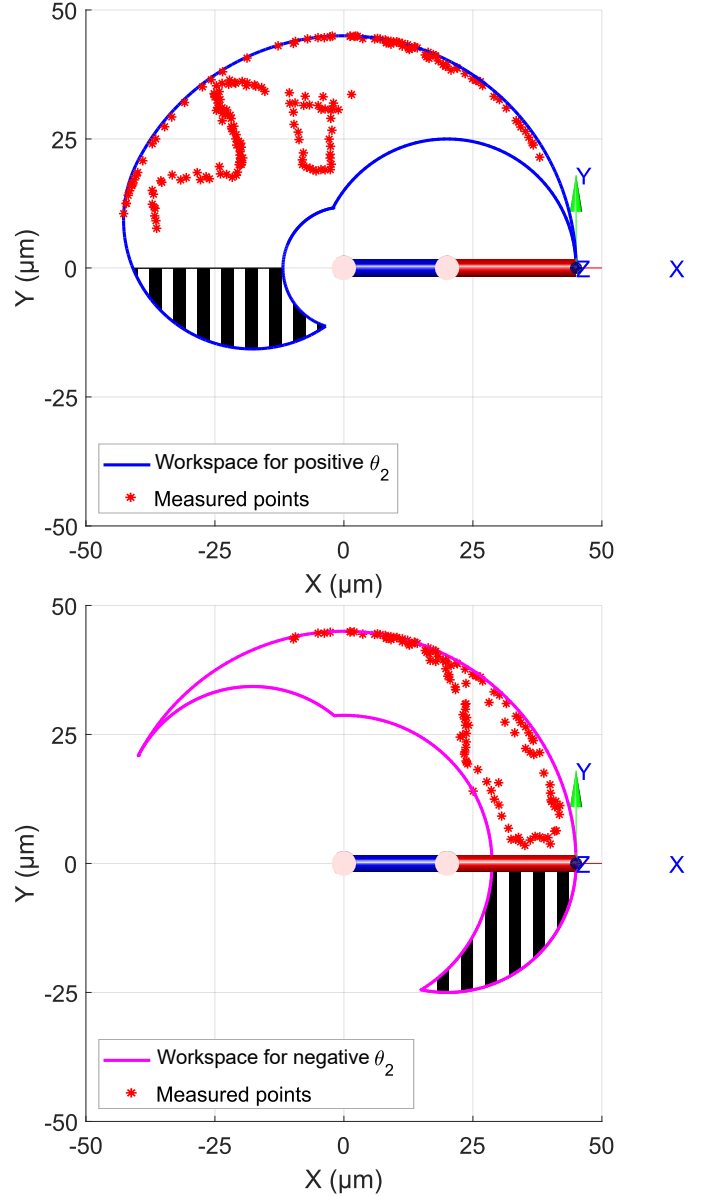 50
25
0
-25
-50
Y (μm)
Y
Z
X
Workspace for positive θ2
Measured points
-50
-25
0
25
50
X (μm)
50
25
0
-25
-50
Y (μm)
Y
Z
X
Workspace for negative θ2
Measured points
-50
-25
0
25
50
X (μm)